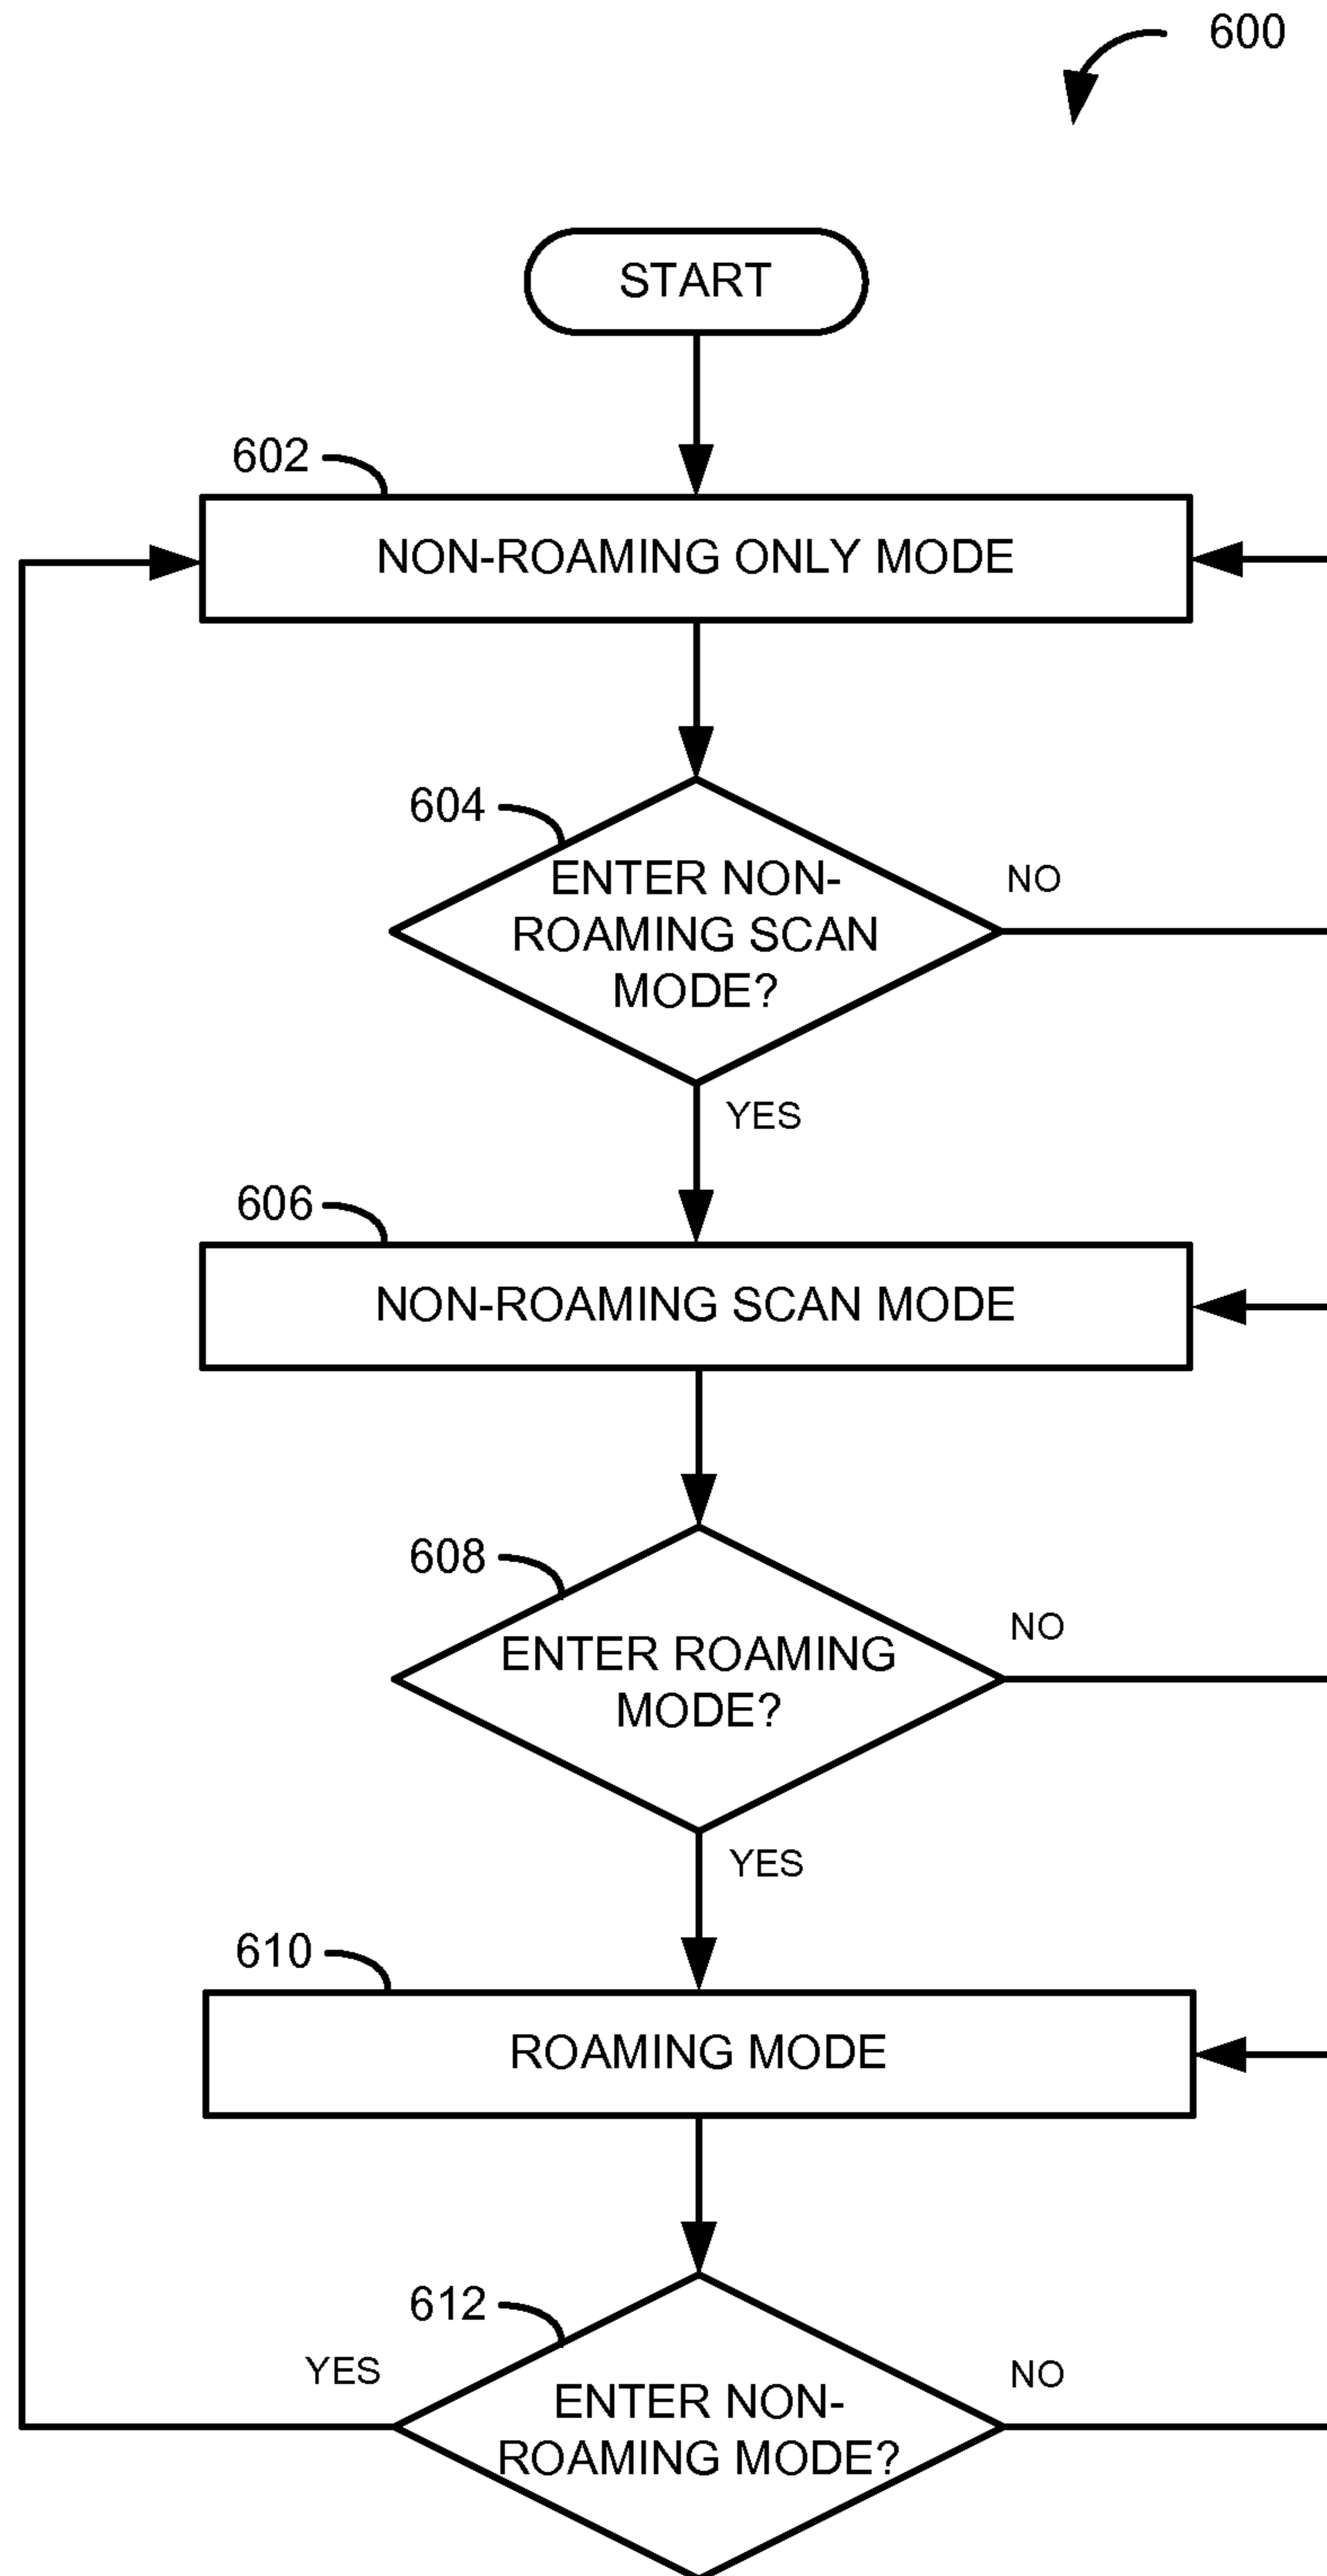 600
START
602
NON-ROAMING ONLY MODE
604
ENTER NON-
ROAMING SCAN
MODE?
NO
YES
606
NON-ROAMING SCAN MODE
608
ENTER ROAMING
MODE?
NO
YES
610
ROAMING MODE
612
YES
ENTER NON-
ROAMING MODE?
NO